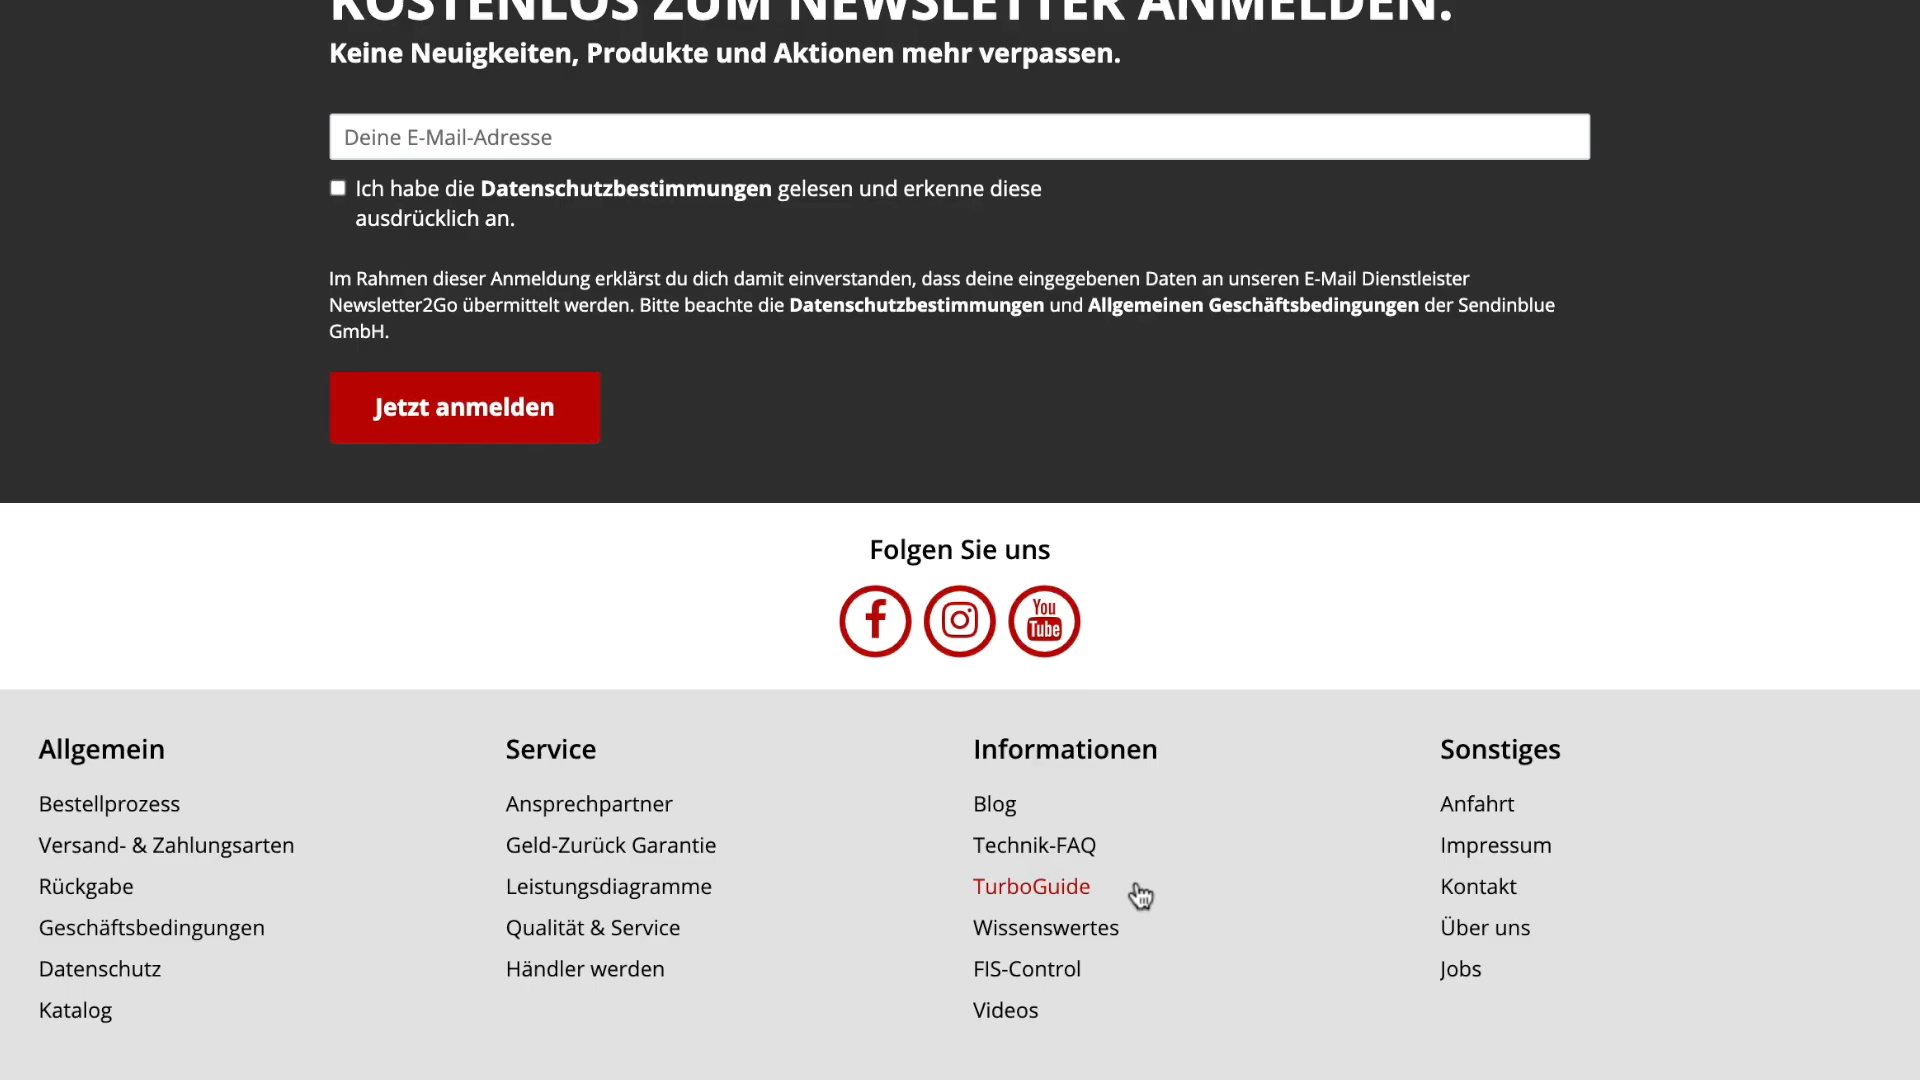 KOSTENLOS ZUM NEWSLETTER ANMELDEN.
Keine Neuigkeiten, Produkte und Aktionen mehr verpassen.
Deine E-Mail-Adresse
Ich habe die Datenschutzbestimmungen gelesen und erkenne diese
ausdrücklich an.
Im Rahmen dieser Anmeldung erklärst du dich damit einverstanden, dass deine eingegebenen Daten an unseren E-Mail Dienstleister
Newsletter2Go übermittelt werden. Bitte beachte die Datenschutzbestimmungen und Allgemeinen Geschäftsbedingungen der Sendinblue
GmbH.
Jetzt anmelden
Folgen Sie uns
You
Tube
Allgemein
Bestellprozess
Versand- & Zahlungsarten
Rückgabe
Geschäftsbedingungen
Datenschutz
Katalog
Service
Ansprechpartner
Geld-Zurück Garantie
Leistungsdiagramme
Qualität & Service
Händler werden
Informationen
Blog
Technik-FAQ
TurboGuide
Wissenswertes
FIS-Control
Videos
Sonstiges
Anfahrt
Impressum
Kontakt
Über uns
Jobs